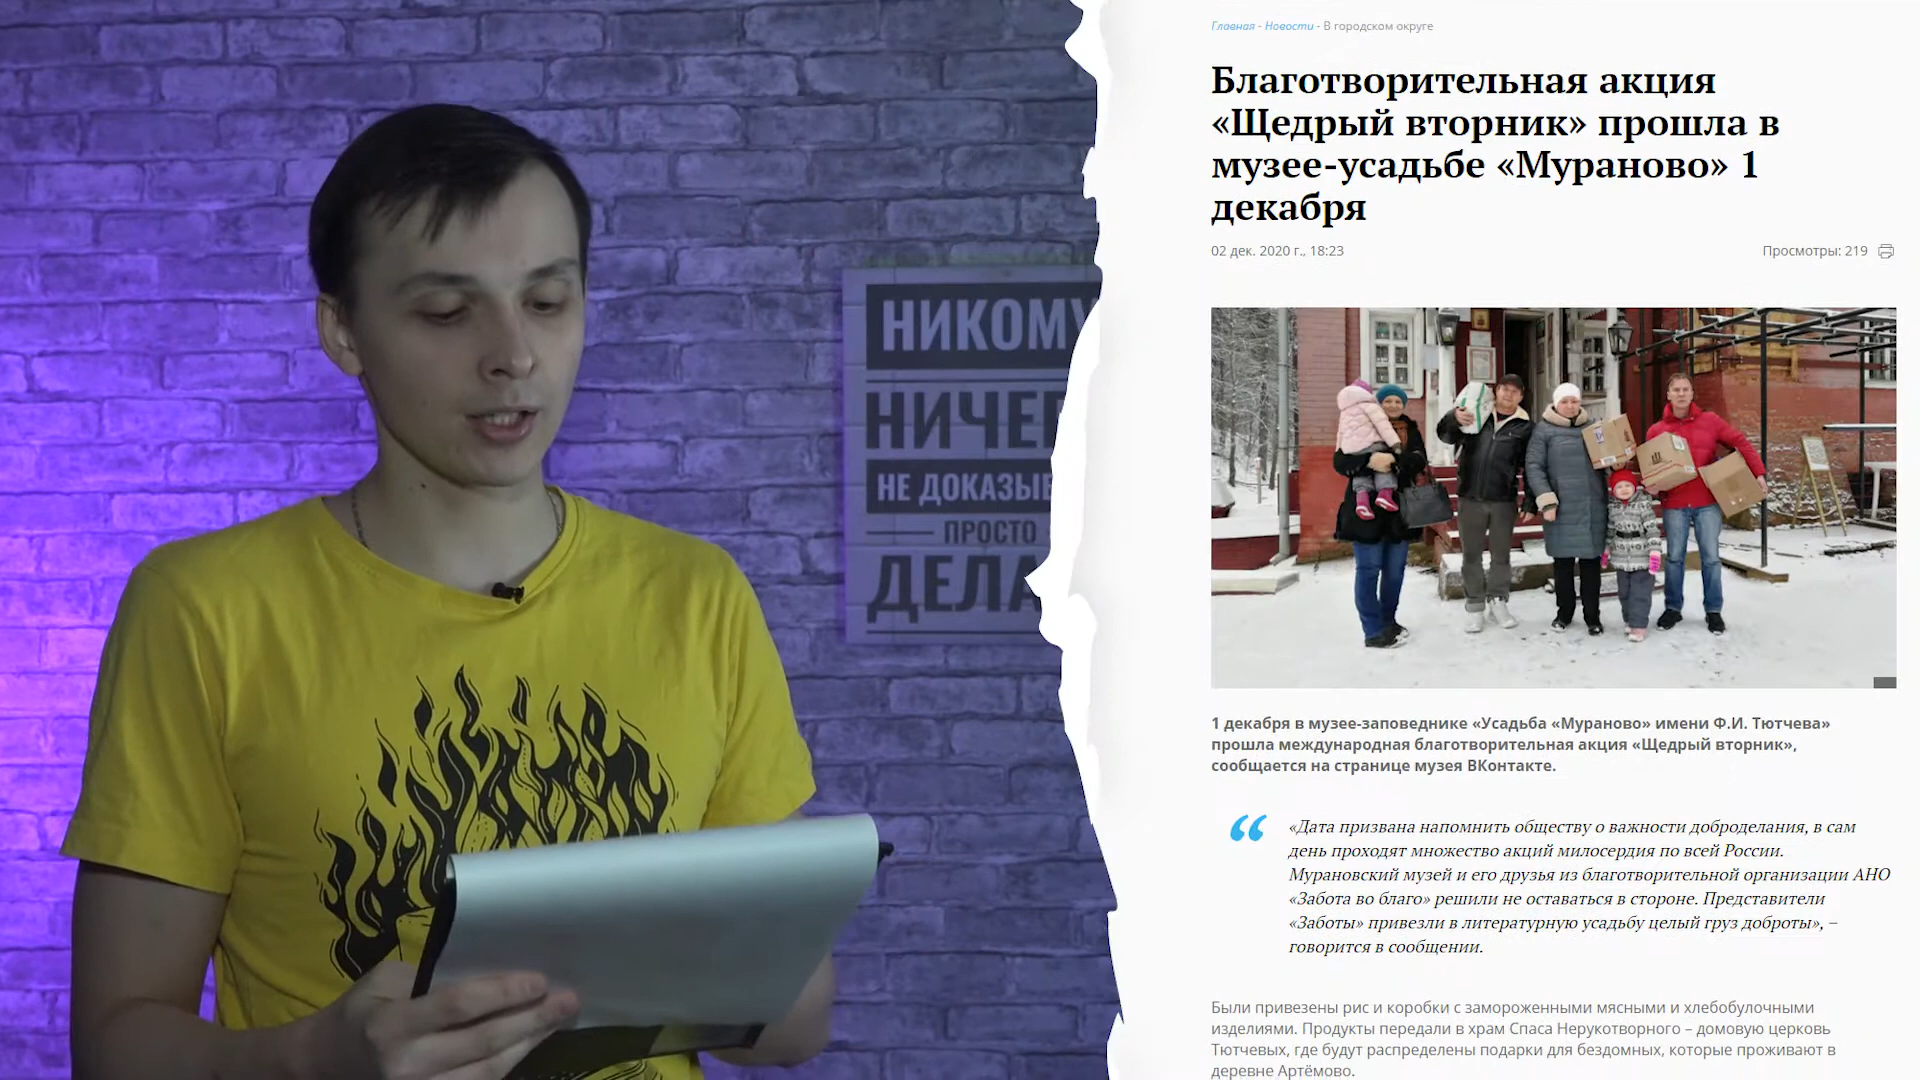 НИКОМУ
НИЧЕГ
НЕ ДОКАЗЫВ
ПРОСТО
ДЕЛА
Главная - Новости - В городском округе
Благотворительная акция
«Щедрый вторник» прошла в
музее-усадьбе «Мураново» 1
декабря
02 дек. 2020 г., 18:23
Просмотры: 219
1 декабря в музее-заповеднике «Усадьба «Мураново» имени Ф.И. Тютчева»
прошла международная благотворительная акция «Щедрый вторник»,
сообщается на странице музея ВКонтакте.
«Дата призвана напомнить обществу о важности доброделания, в сам
день проходят множество акций милосердия по всей России.
Мурановский музей и его друзья из благотворительной организации АНО
«Забота во благо» решили не оставаться в стороне. Представители
«Заботы» привезли в литературную усадьбу целый груз доброты», –
говорится в сообщении.
Были привезены рис и коробки с замороженными мясными и хлебобулочными
изделиями. Продукты передали в храм Спаса Нерукотворного – домовую церковь
Тютчевых, где будут распределены подарки для бездомных, которые проживают в
деревне Артёмово.